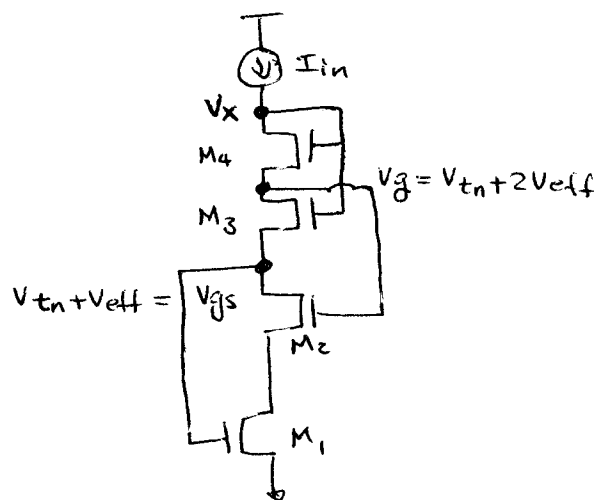 Iin
Vx
M4
Vg = Vtn + 2Veff
M3
Vtn + Veff = Vgs
M2
M1